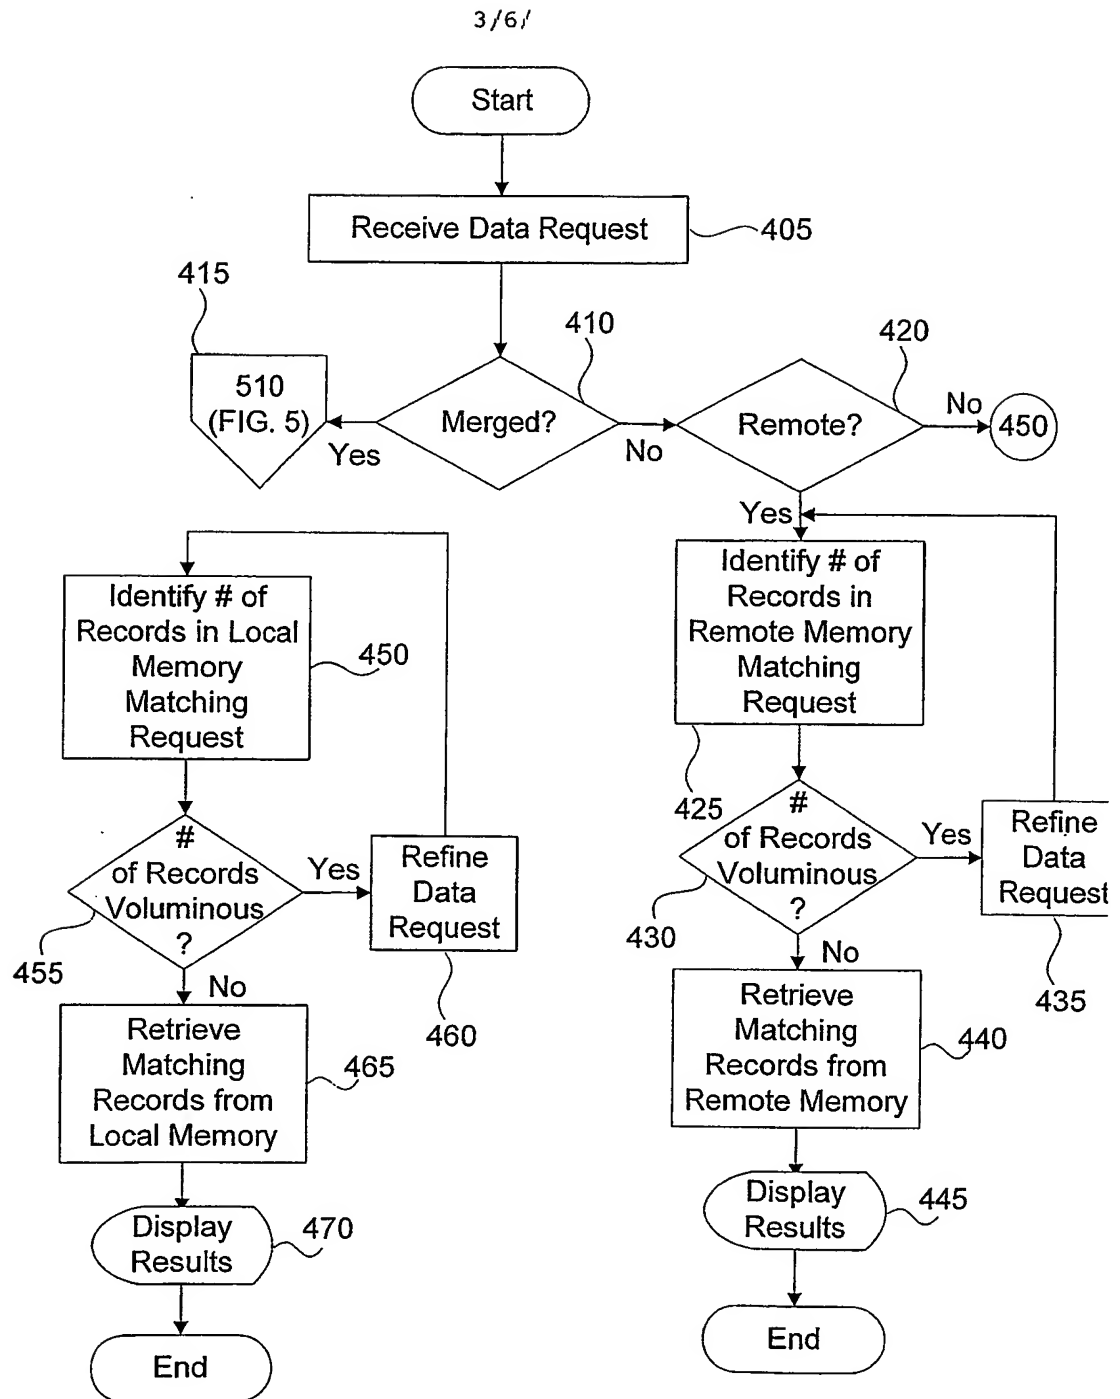 3/6/
Start
Receive Data Request
405
415
410
420
510
(FIG. 5)
Yes
Merged?
No
Remote?
No
450
Yes
Identify # of
Records in Local
Memory
Matching
Request
450
Identify # of
Records in
Remote Memory
Matching
Request
425
#
of Records
Voluminous
?
455
Yes
Refine
Data
Request
460
#
of Records
Voluminous
?
430
Yes
Refine
Data
Request
435
No
Retrieve
Matching
Records from
Local Memory
465
No
Retrieve
Matching
Records from
Remote Memory
440
Display
Results
470
Display
Results
445
End
End